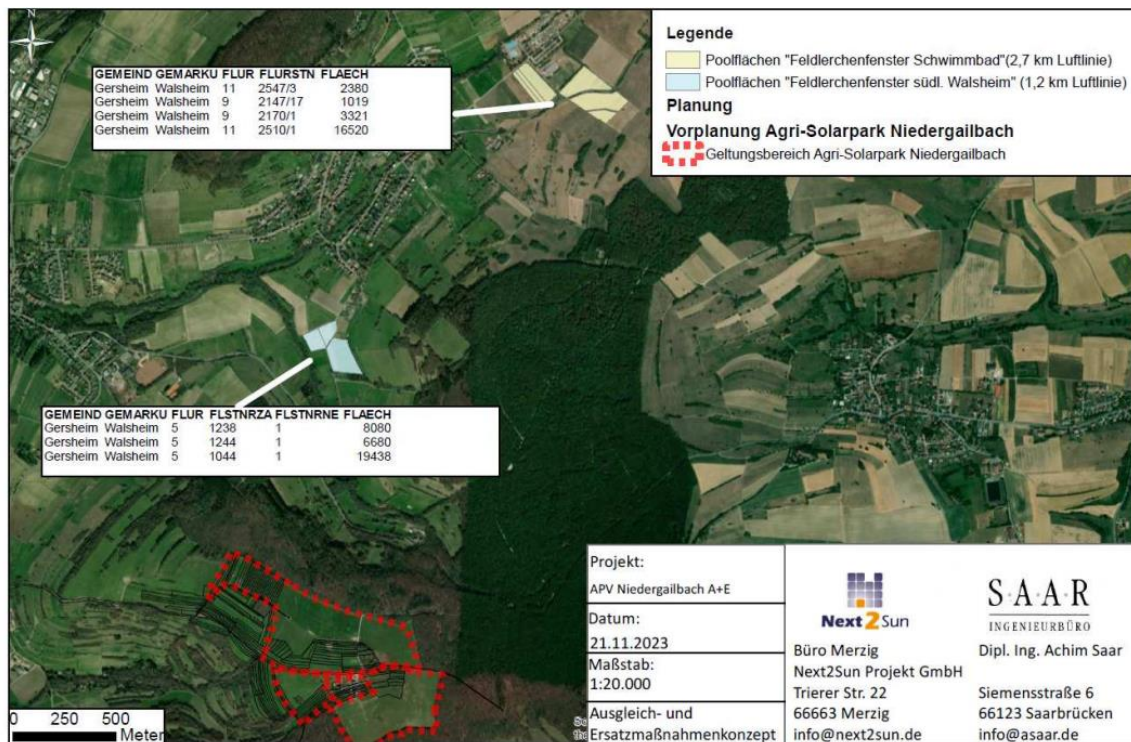 GEMEIND GEMARKU FLUR FLURSTN FLAECH
Gersheim Walsheim 11 2547/3 2380
Gersheim Walsheim 9 2147/17 1019
Gersheim Walsheim 9 2170/1 3321
Gersheim Walsheim 11 2510/1 16520
Legende
Poolflächen "Feldlerchenfenster Schwimmbad"(2,7 km Luftlinie)
Poolflächen "Feldlerchenfenster südl. Walsheim" (1,2 km Luftlinie)
Planung
Vorplanung Agri-Solarpark Niedergailbach
Geltungsbereich Agri-Solarpark Niedergailbach
GEMEIND GEMARKU FLUR FLSTNRZA FLSTNRNE FLAECH
Gersheim Walsheim 5 1238 1 8080
Gersheim Walsheim 5 1244 1 6680
Gersheim Walsheim 5 1044 1 19438
0 250 500
Meter
Projekt:
APV Niedergailbach A+E
Datum:
21.11.2023
Maßstab:
1:20.000
Ausgleich- und
Ersatzmaßnahmenkonzept
Next2Sun
Büro Merzig
Next2Sun Projekt GmbH
Trierer Str. 22
66663 Merzig
info@next2sun.de
S·A·A·R
INGENIEURBÜRO
Dipl. Ing. Achim Saar
Siemensstraße 6
66123 Saarbrücken
info@asaar.de